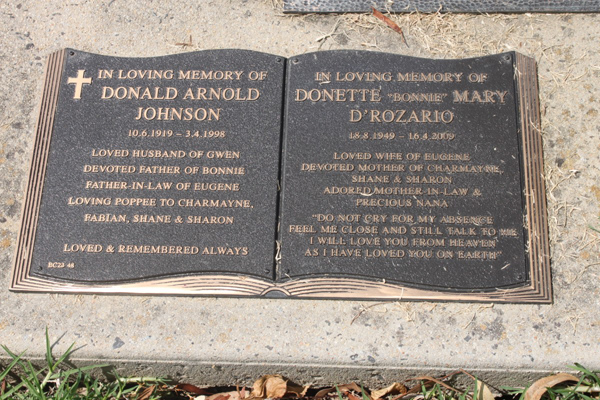 IN LOVING MEMORY OF
DONALD ARNOLD
JOHNSON
10.6.1919 - 3.4.1998
LOVED HUSBAND OF GWEN
DEVOTED FATHER OF BONNIE
FATHER-IN-LAW OF EUGENE
LOVING POPPEE TO CHARMAYNE,
FABIAN, SHANE & SHARON
LOVED & REMEMBERED ALWAYS
BC23 48
IN LOVING MEMORY OF
DONETTE "BONNIE" MARY
D'ROZARIO
18.8.1949 - 16.4.2009
LOVED WIFE OF EUGENE
DEVOTED MOTHER OF CHARMAYNE,
SHANE & SHARON
ADORED MOTHER-IN-LAW &
PRECIOUS NANA
"DO NOT CRY FOR MY ABSENCE
FEEL ME CLOSE AND STILL TALK TO ME
I WILL LOVE YOU FROM HEAVEN
AS I HAVE LOVED YOU ON EARTH"